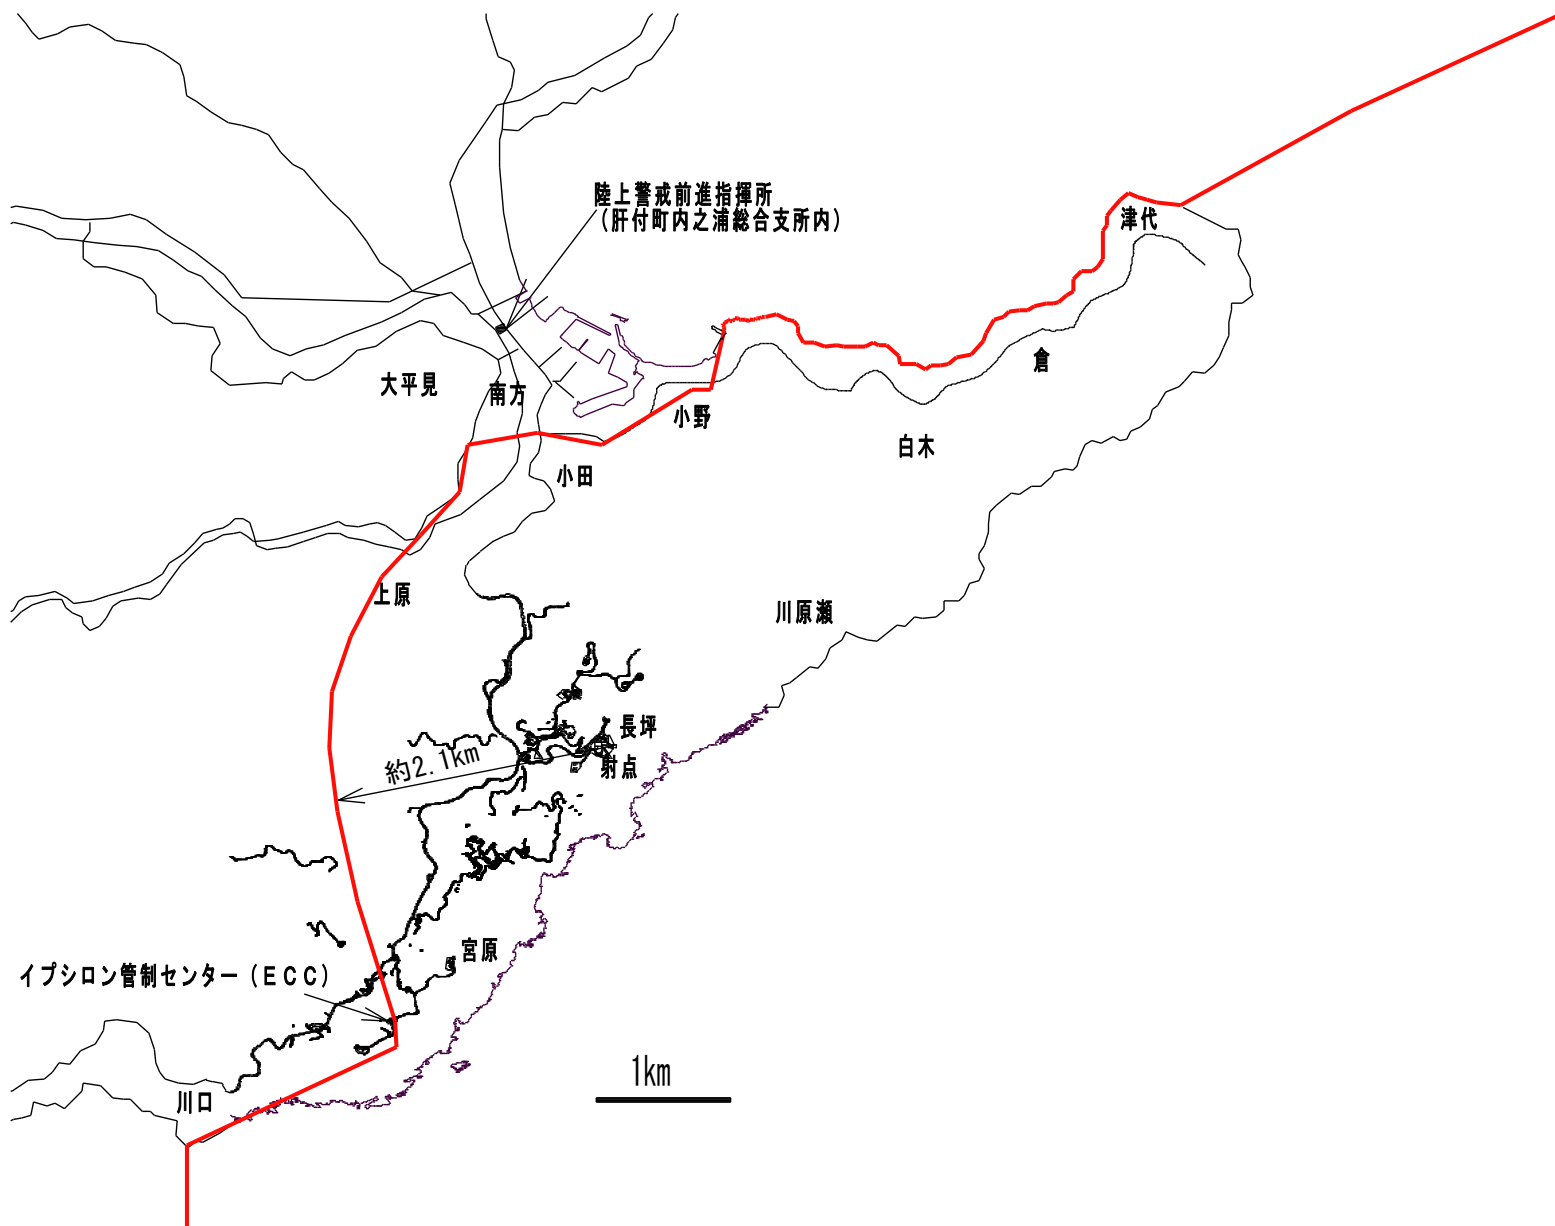 陸上警戒前進指揮所
（肝付町内之浦総合支所内）
津代
倉
大平見
南方
小野
白木
小田
上原
川原瀬
長坪
約2.1km
射点
宮原
イプシロン管制センター（ＥＣＣ）
1km
川口